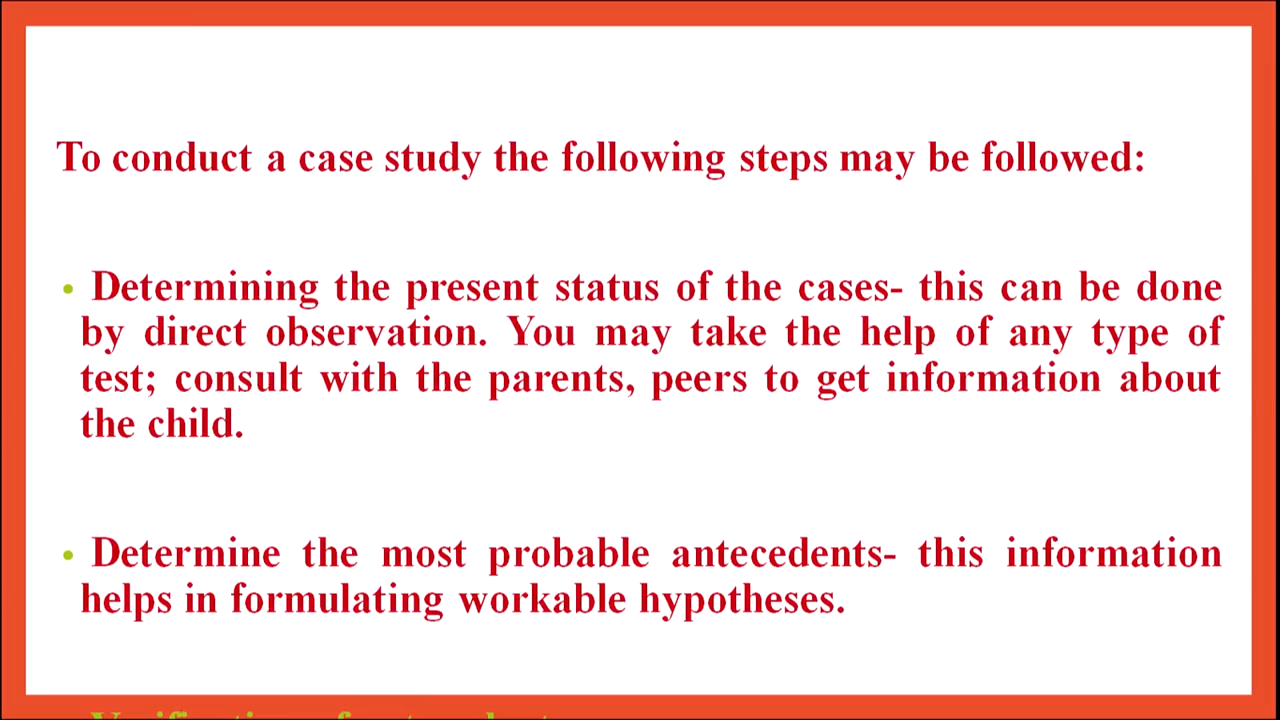 To conduct a case study the following steps may be followed:
• Determining the present status of the cases- this can be done
by direct observation. You may take the help of any type of
test; consult with the parents, peers to get information about
the child.
• Determine the most probable antecedents- this information
helps in formulating workable hypotheses.